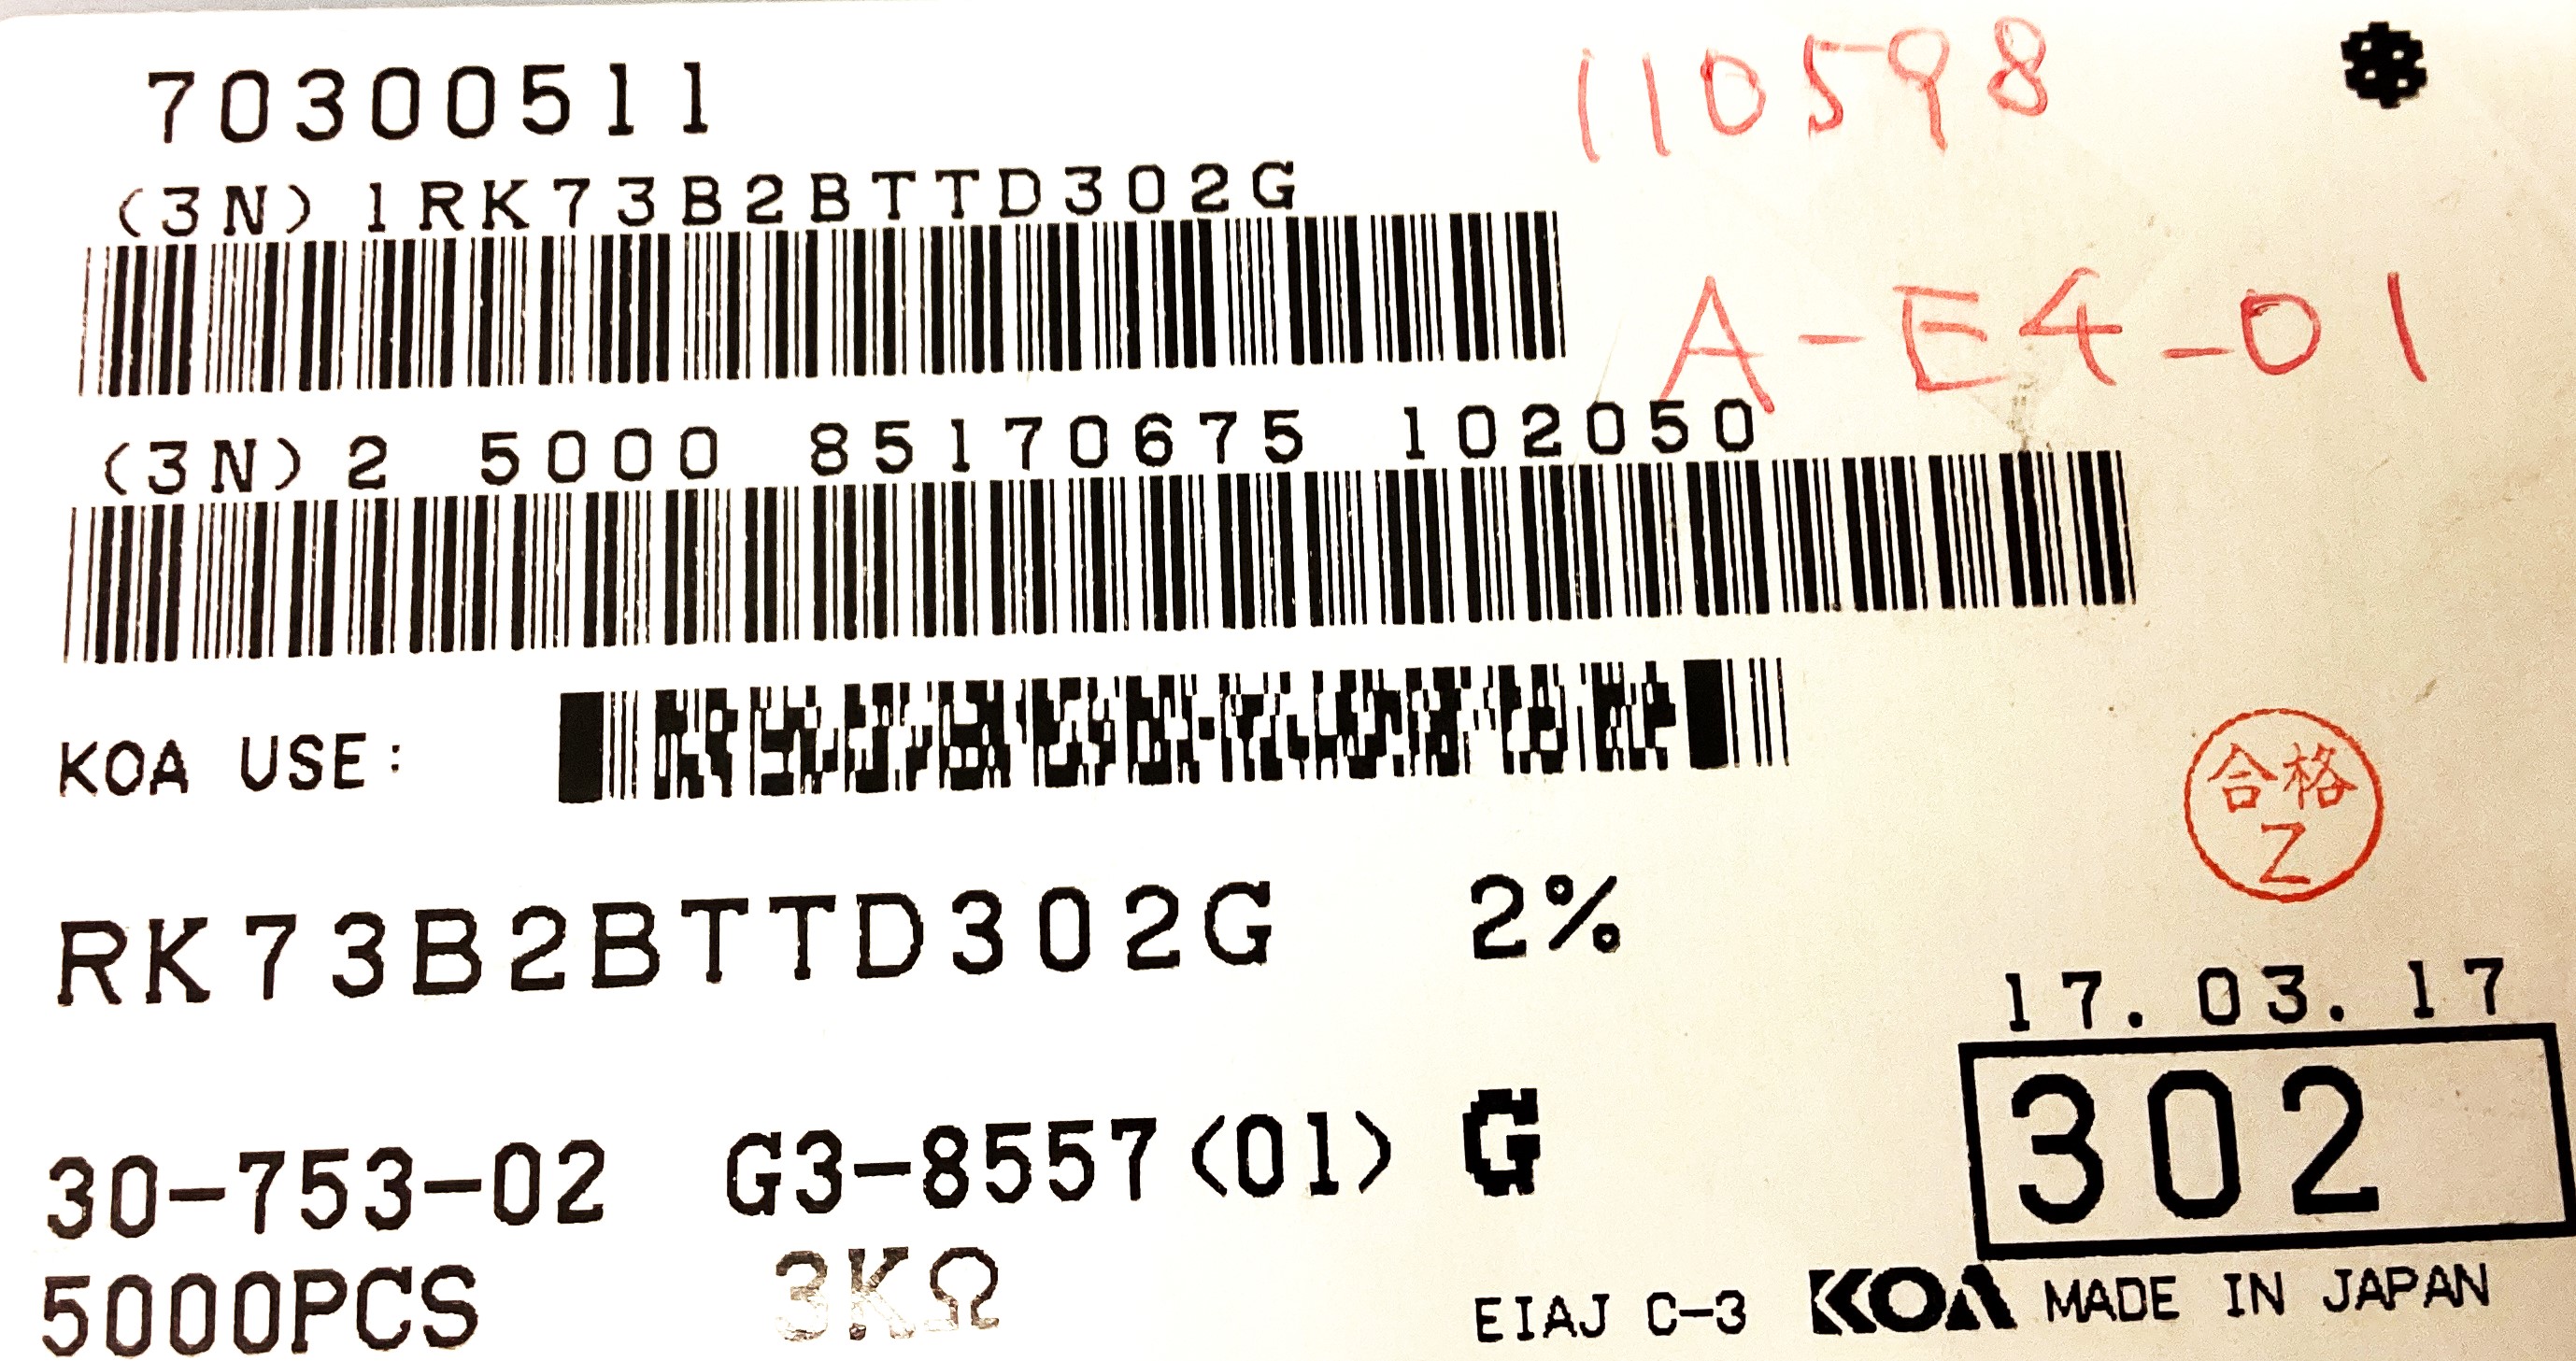 70300511
110598
(3N) 1RK73B2BTTD302G
A-E4-01
(3N) 2 5000 85170675 102050
KOA USE:
合格
Z
RK73B2BTTD302G 2%
17. 03. 17
302
30-753-02 G3-8557<01> G
5000PCS 3KΩ
EIAJ C-3 KOA MADE IN JAPAN